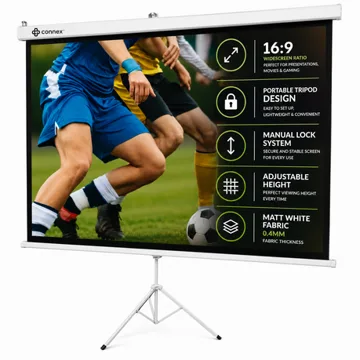 connex
16:9
WIDESCREEN RATIO
PERFECT FOR PRESENTATIONS,
MOVIES & GAMING
PORTABLE TRIPOD
DESIGN
EASY TO SET UP,
LIGHTWEIGHT & CONVENIENT
MANUAL LOCK
SYSTEM
SECURE AND STABLE SCREEN
FOR EVERY USE
ADJUSTABLE
HEIGHT
PERFECT VIEWING HEIGHT
EVERY TIME
MATT WHITE
FABRIC
0.4MM
FABRIC THICKNESS